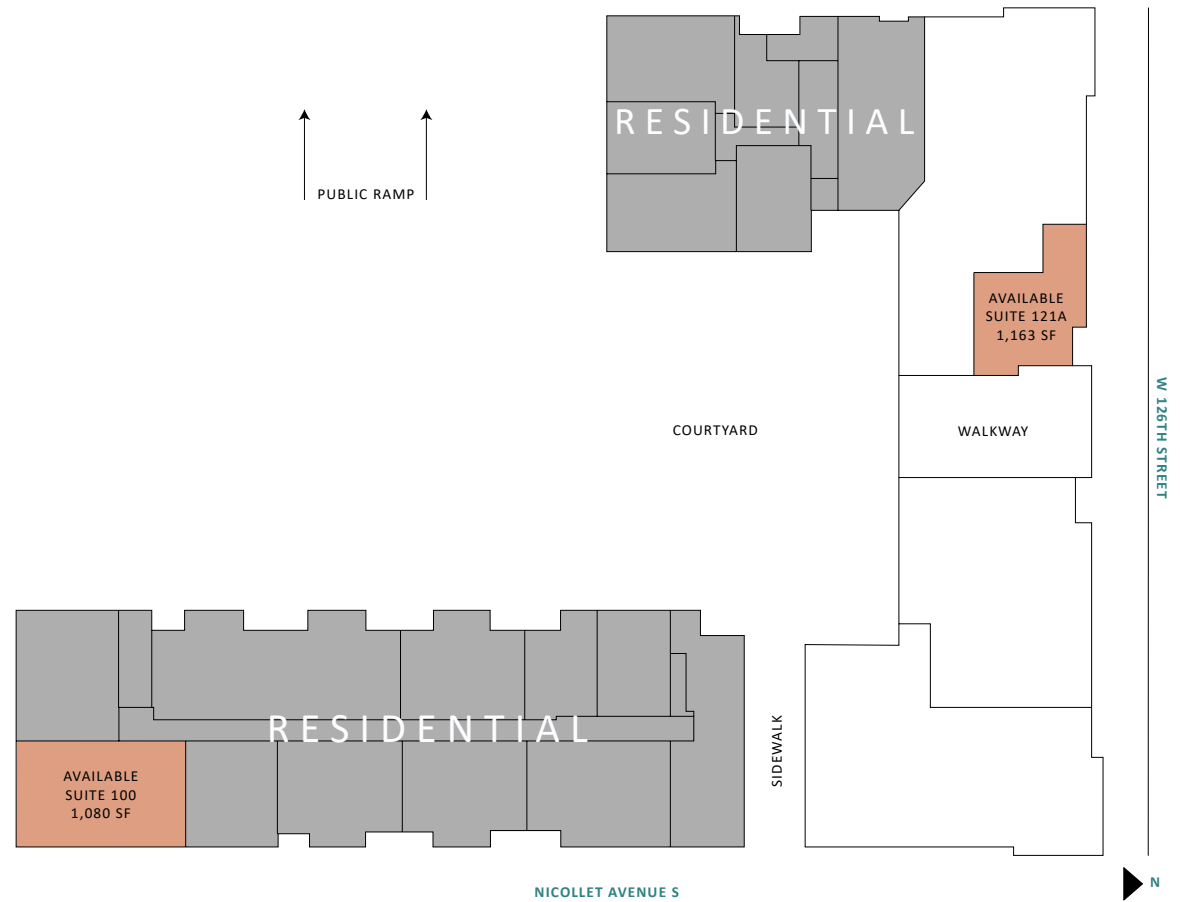 RESIDENTIAL
PUBLIC RAMP
AVAILABLE
SUITE 121A
1,163 SF
W 126TH STREET
COURTYARD
WALKWAY
RESIDENTIAL
SIDEWALK
AVAILABLE
SUITE 100
1,080 SF
NICOLLET AVENUE S
N